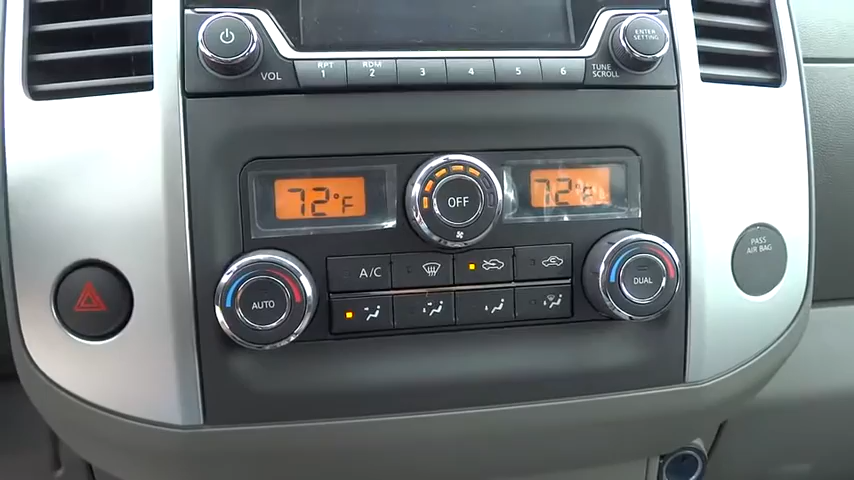 ENTER
SETTING
VOL
RPT
1
RDM
2
3
4
5
6
TUNE
SCROLL
72°F
OFF
72°F
PASS
AIR BAG
A/C
AUTO
DUAL